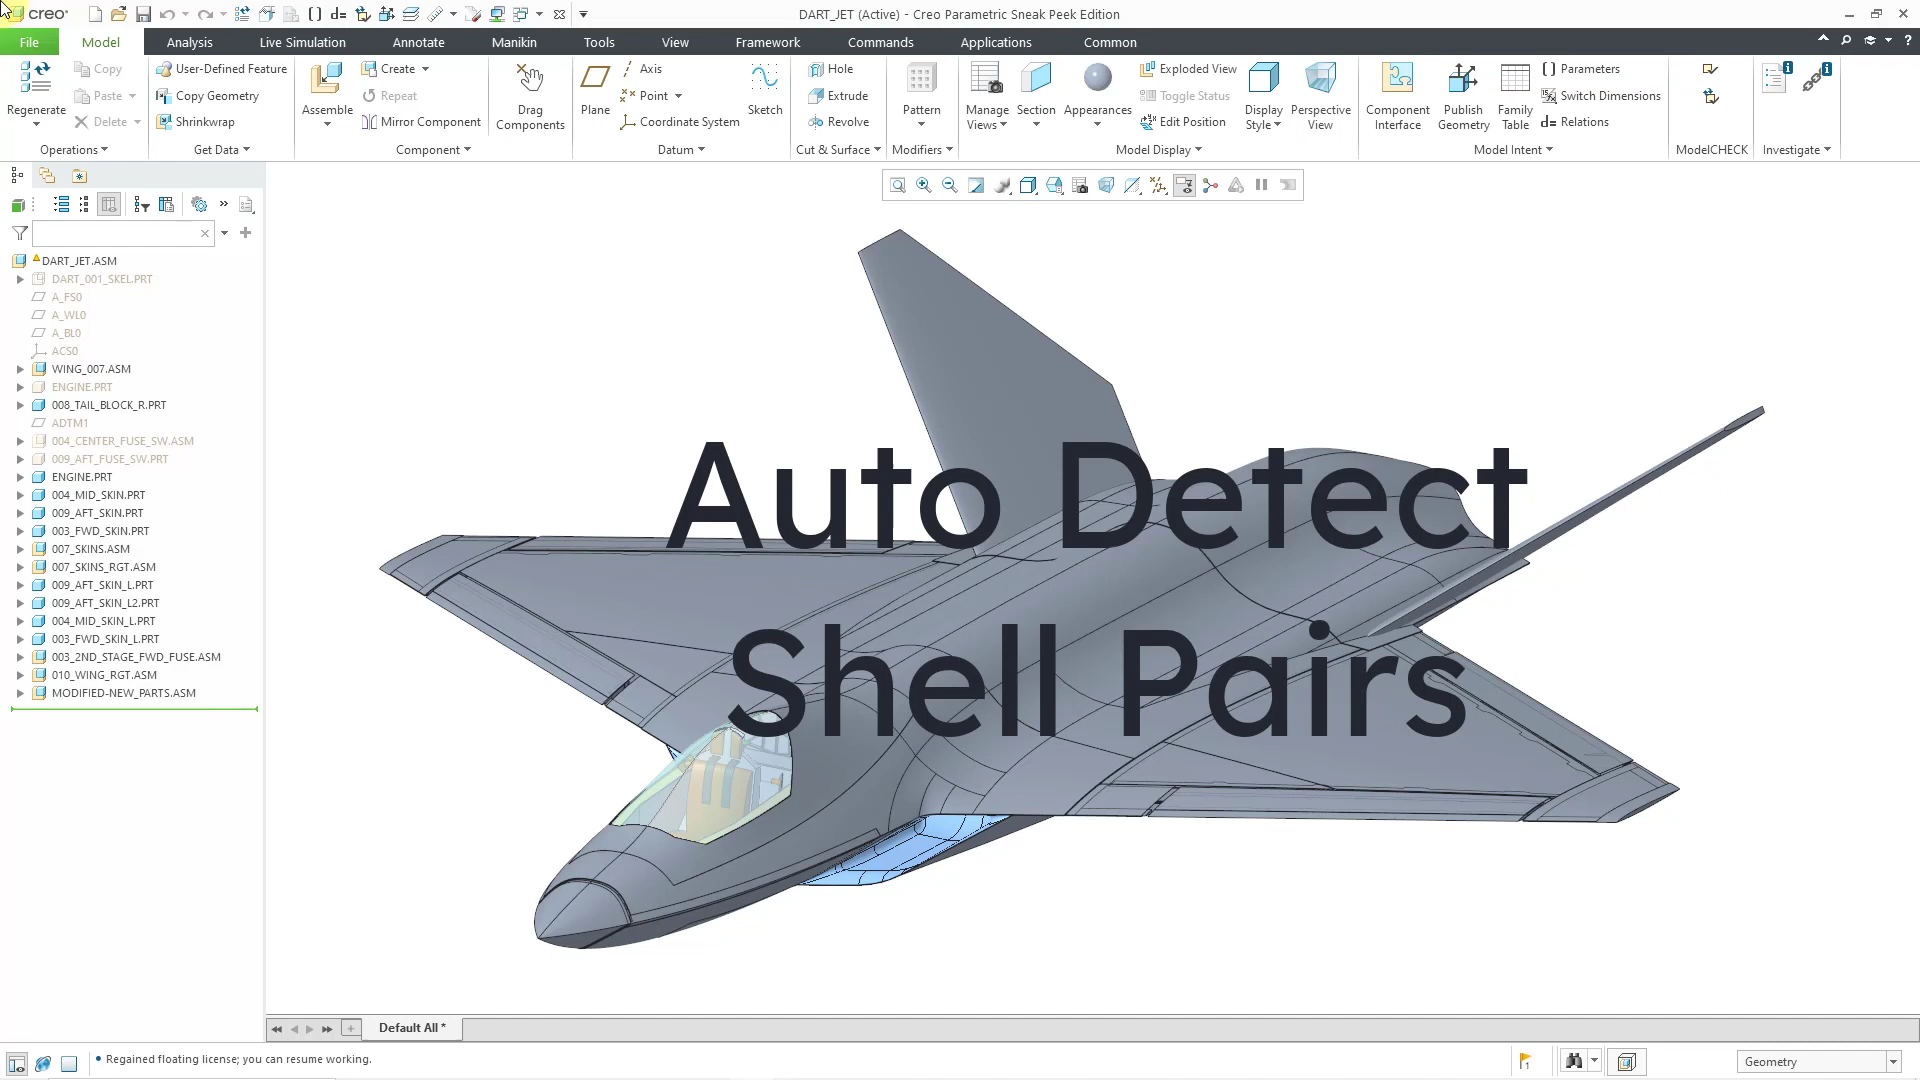 creo
DART_JET (Active) - Creo Parametric Sneak Peek Edition
File
Model
Analysis
Live Simulation
Annotate
Manikin
Tools
View
Framework
Commands
Applications
Common
Regenerate
Copy
Paste
Delete
Operations
User-Defined Feature
Copy Geometry
Shrinkwrap
Get Data
Assemble
Create
Repeat
Mirror Component
Component
Drag
Components
Plane
Axis
Point
Coordinate System
Sketch
Datum
Hole
Extrude
Revolve
Cut & Surface
Pattern
Modifiers
Manage
Views
Section
Appearances
Exploded View
Toggle Status
Edit Position
Display
Style
Perspective
View
Model Display
Component
Interface
Publish
Geometry
Family
Table
Parameters
Switch Dimensions
d= Relations
Model Intent
ModelCHECK
Investigate
DART_JET.ASM
DART_001_SKEL.PRT
A_FS0
A_WL0
A_BL0
ACS0
WING_007.ASM
ENGINE.PRT
008_TAIL_BLOCK_R.PRT
ADTM1
004_CENTER_FUSE_SW.ASM
009_AFT_FUSE_SW.PRT
ENGINE.PRT
004_MID_SKIN.PRT
009_AFT_SKIN.PRT
003_FWD_SKIN.PRT
007_SKINS.ASM
007_SKINS_RGT.ASM
009_AFT_SKIN_L.PRT
009_AFT_SKIN_L2.PRT
004_MID_SKIN_L.PRT
003_FWD_SKIN_L.PRT
003_2ND_STAGE_FWD_FUSE.ASM
010_WING_RGT.ASM
MODIFIED-NEW_PARTS.ASM
Auto Detect
Shell Pairs
Default All *
Regained floating license; you can resume working.
Geometry